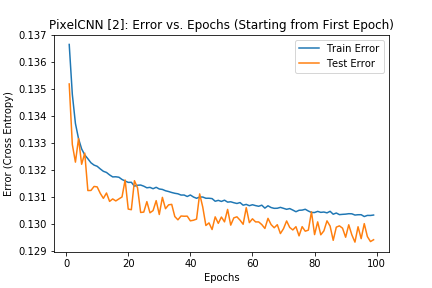 PixelCNN [2]: Error vs. Epochs (Starting from First Epoch)
0.137
0.136
0.135
0.134
0.133
0.132
0.131
0.130
0.129
Error (Cross Entropy)
Train Error
Test Error
0 20 40 60 80 100
Epochs